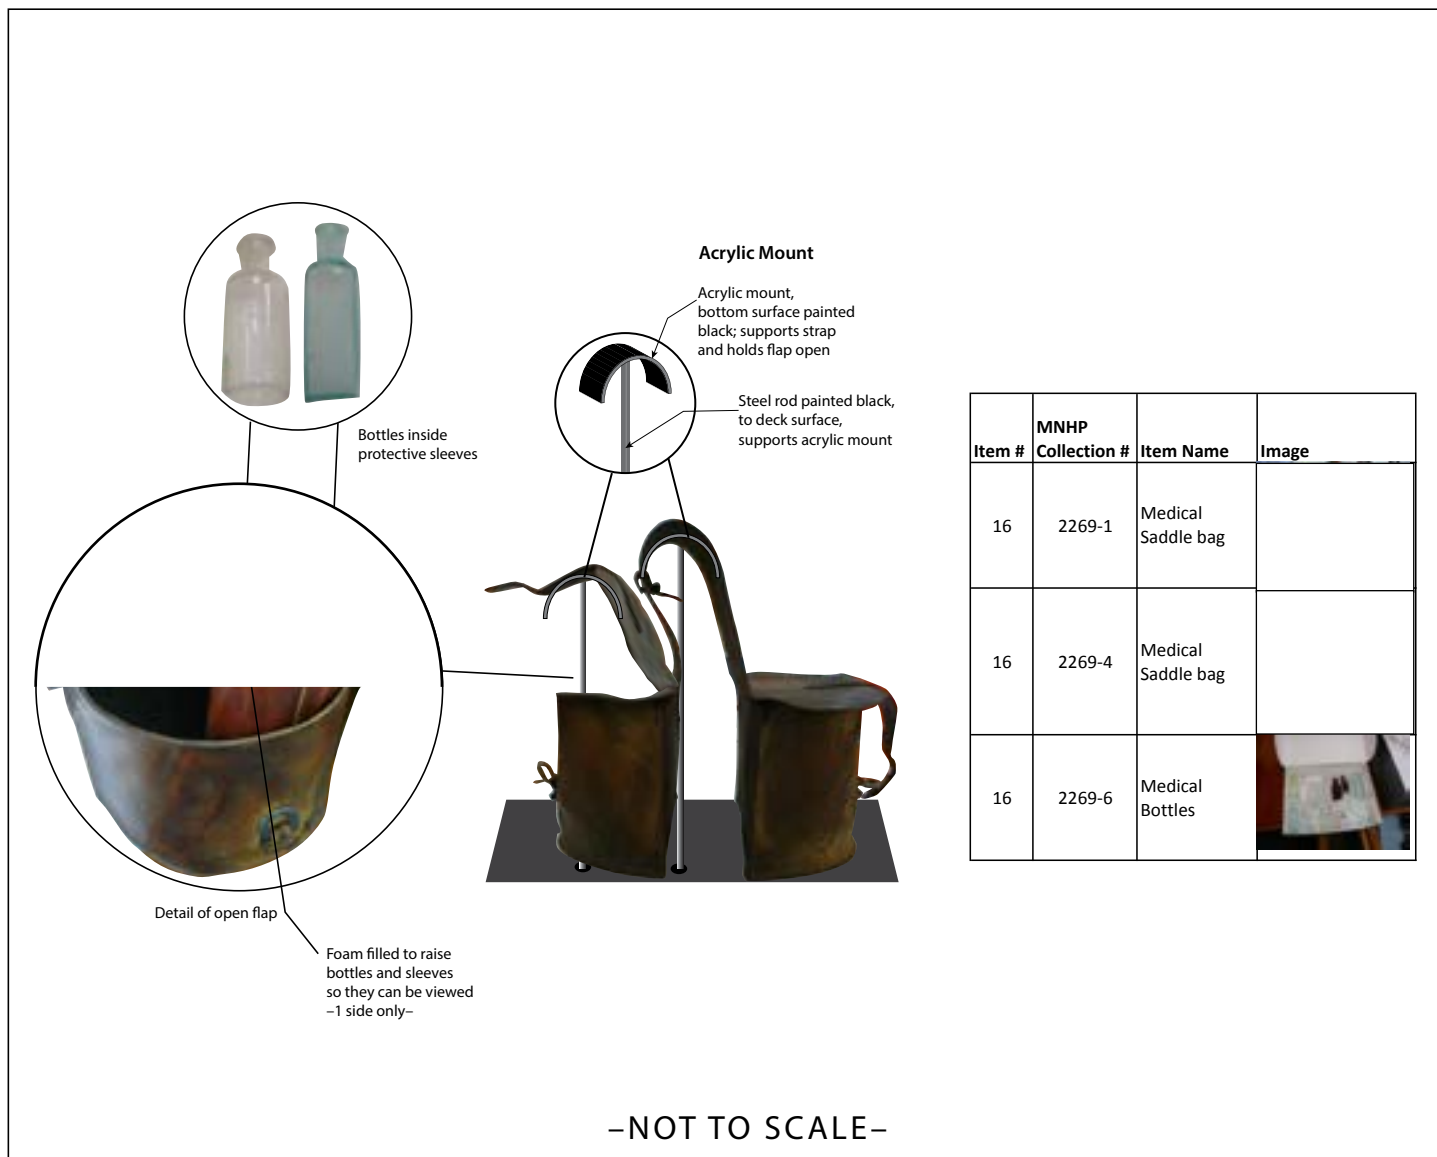 Acrylic Mount
Acrylic mount,
bottom surface painted
black; supports strap
and holds flap open
Steel rod painted black,
to deck surface,
supports acrylic mount
Bottles inside
protective sleeves
Detail of open flap
Foam filled to raise
bottles and sleeves
so they can be viewed
–1 side only–
MNHP
Item # Collection # Item Name Image
Medical
16 2269-1
Saddle bag
Medical
16 2269-4
Saddle bag
Medical
16 2269-6
Bottles
–NOT TO SCALE–